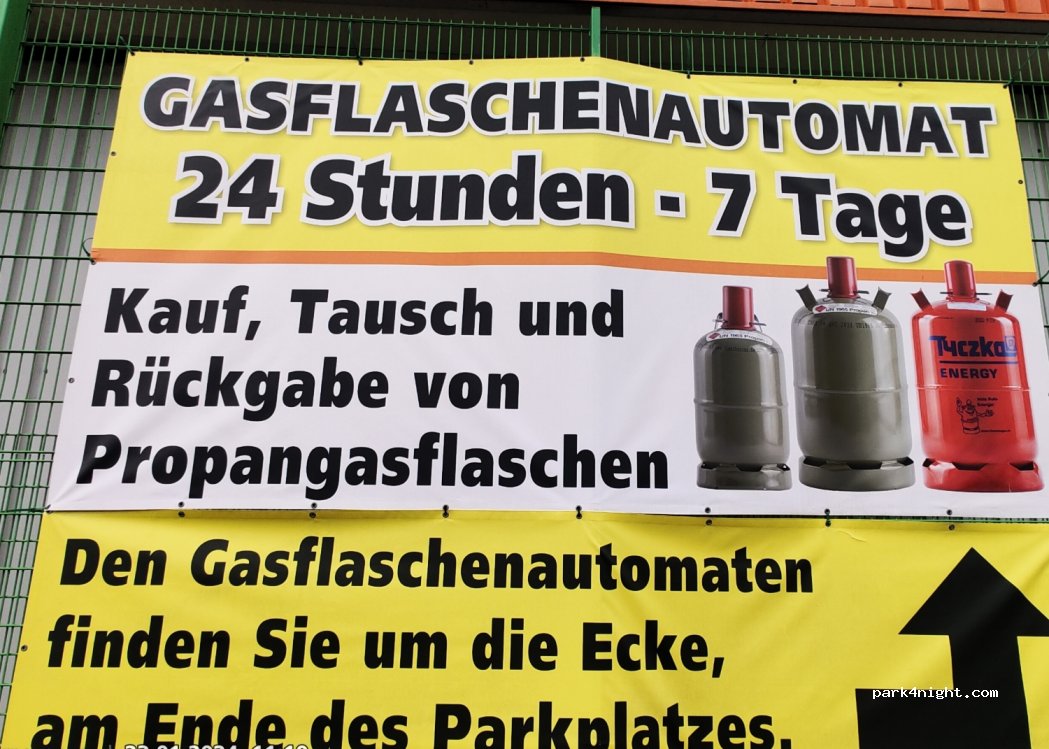 GASFLASCHENAUTOMAT
24 Stunden - 7 Tage
Kauf, Tausch und
Rückgabe von
Propangasflaschen
Tyczka
ENERGY
Den Gasflaschenautomaten
finden Sie um die Ecke,
am Ende des Parkplatzes.
park4night.com